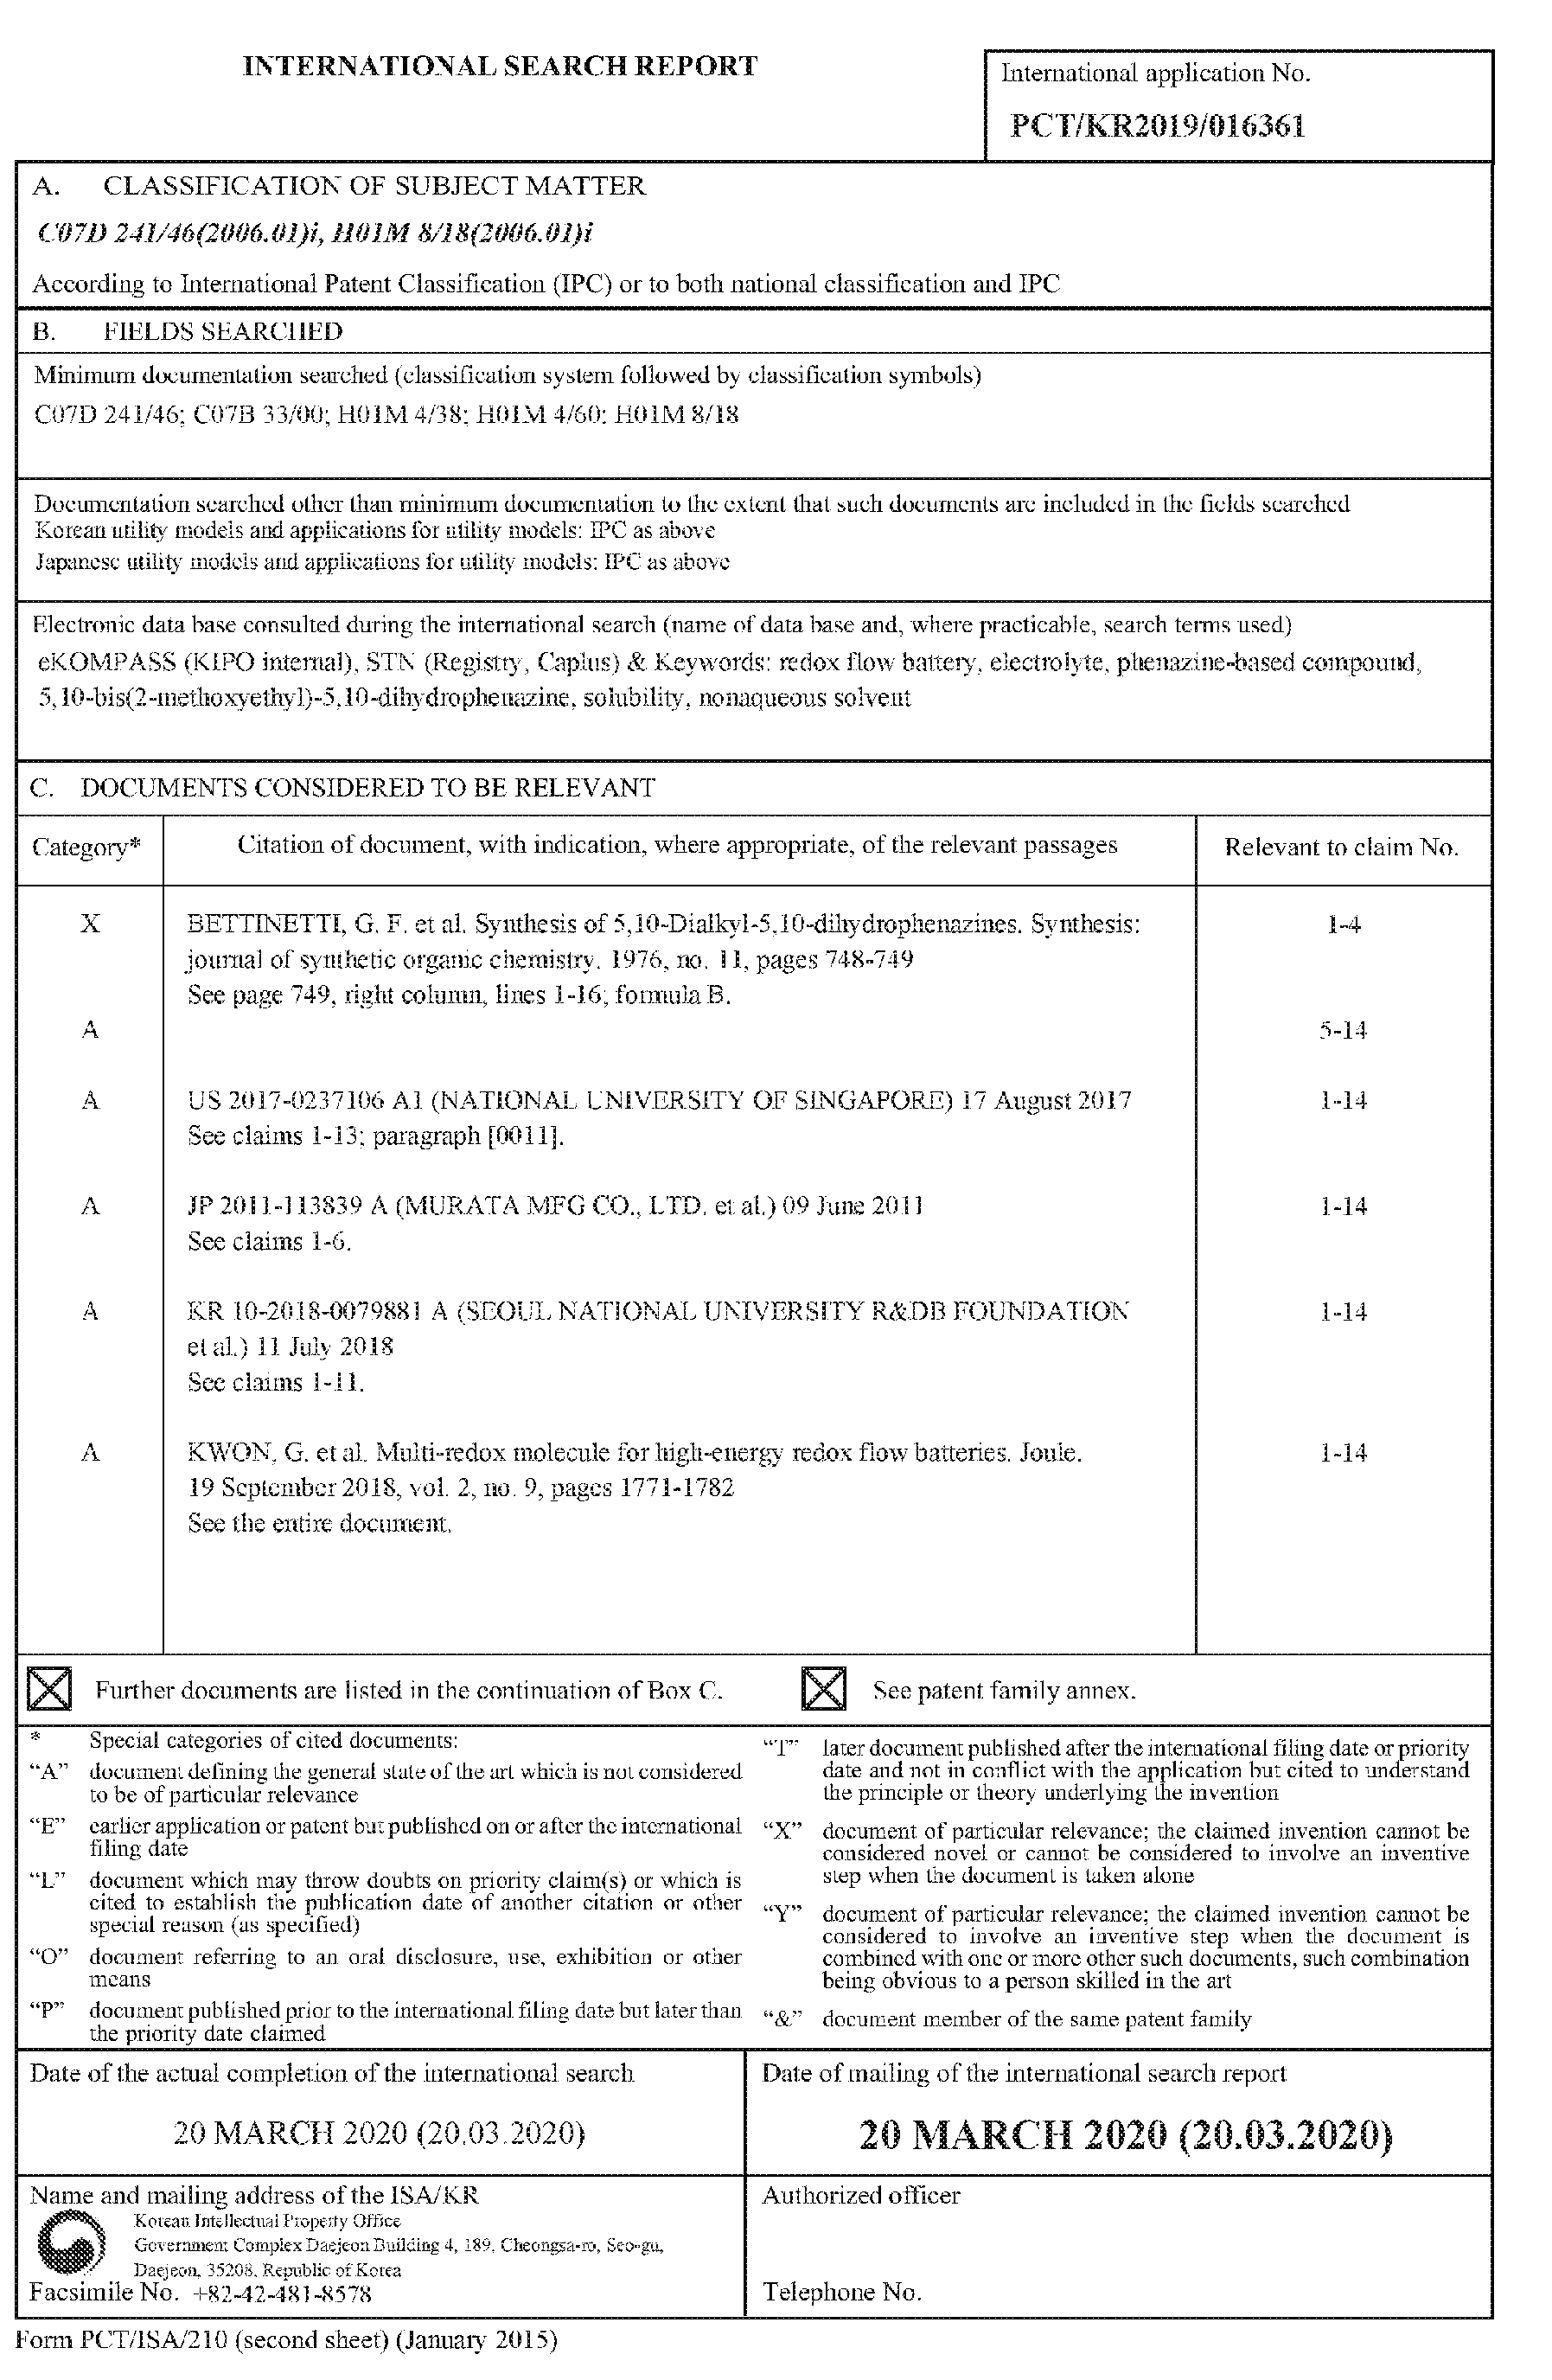 INTERNATIONAL SEARCH REPORT
International application No.
PCT/KR2019/016361
A. CLASSIFICATION OF SUBJECT MATTER
C07D 241/46(2006.01)i, H01M 8/18(2006.01)i
According to International Patent Classification (IPC) or to both national classification and IPC
B. FIELDS SEARCHED
Minimum documentation searched (classification system followed by classification symbols)
C07D 241/46; C07B 33/00; H01M 4/38; H01M 4/60; H01M 8/18
Documentation searched other than minimum documentation to the extent that such documents are included in the fields searched
Korean utility models and applications for utility models: IPC as above
Japanese utility models and applications for utility models: IPC as above
Electronic data base consulted during the international search (name of data base and, where practicable, search terms used)
eKOMPASS (KIPO internal), STN (Registry, Caplus) & Keywords: redox flow battery, electrolyte, phenazine-based compound,
5,10-bis(2-methoxyethyl)-5,10-dihydrophenazine, solubility, nonaqueous solvent
C. DOCUMENTS CONSIDERED TO BE RELEVANT
Category* Citation of document, with indication, where appropriate, of the relevant passages Relevant to claim No.
X BETTINETTI, G. F. et al. Synthesis of 5,10-Dialkyl-5,10-dihydrophenazines. Synthesis: 1-4
journal of synthetic organic chemistry. 1976, no. 11, pages 748-749
See page 749, right column, lines 1-16; formula B.
A 5-14
A US 2017-0237106 A1 (NATIONAL UNIVERSITY OF SINGAPORE) 17 August 2017 1-14
See claims 1-13; paragraph [0011].
A JP 2011-113839 A (MURATA MFG CO., LTD. et al.) 09 June 2011 1-14
See claims 1-6.
A KR 10-2018-0079881 A (SEOUL NATIONAL UNIVERSITY R&DB FOUNDATION 1-14
et al.) 11 July 2018
See claims 1-11.
A KWON, G. et al. Multi-redox molecule for high-energy redox flow batteries. Joule. 1-14
19 September 2018, vol. 2, no. 9, pages 1771-1782
See the entire document.
Further documents are listed in the continuation of Box C. See patent family annex.
* Special categories of cited documents:
“A” document defining the general state of the art which is not considered
to be of particular relevance
“E” earlier application or patent but published on or after the international
filing date
“L” document which may throw doubts on priority claim(s) or which is
cited to establish the publication date of another citation or other
special reason (as specified)
“O” document referring to an oral disclosure, use, exhibition or other
means
“P” document published prior to the international filing date but later than
the priority date claimed
“T” later document published after the international filing date or priority
date and not in conflict with the application but cited to understand
the principle or theory underlying the invention
“X” document of particular relevance; the claimed invention cannot be
considered novel or cannot be considered to involve an inventive
step when the document is taken alone
“Y” document of particular relevance; the claimed invention cannot be
considered to involve an inventive step when the document is
combined with one or more other such documents, such combination
being obvious to a person skilled in the art
“&” document member of the same patent family
Date of the actual completion of the international search
20 MARCH 2020 (20.03.2020)
Date of mailing of the international search report
20 MARCH 2020 (20.03.2020)
Name and mailing address of the ISA/KR
Korean Intellectual Property Office
Government Complex Daejeon Building 4, 189, Cheongsa-ro, Seo-gu,
Daejeon, 35208, Republic of Korea
Facsimile No. +82-42-481-8578
Authorized officer
Telephone No.
Form PCT/ISA/210 (second sheet) (January 2015)